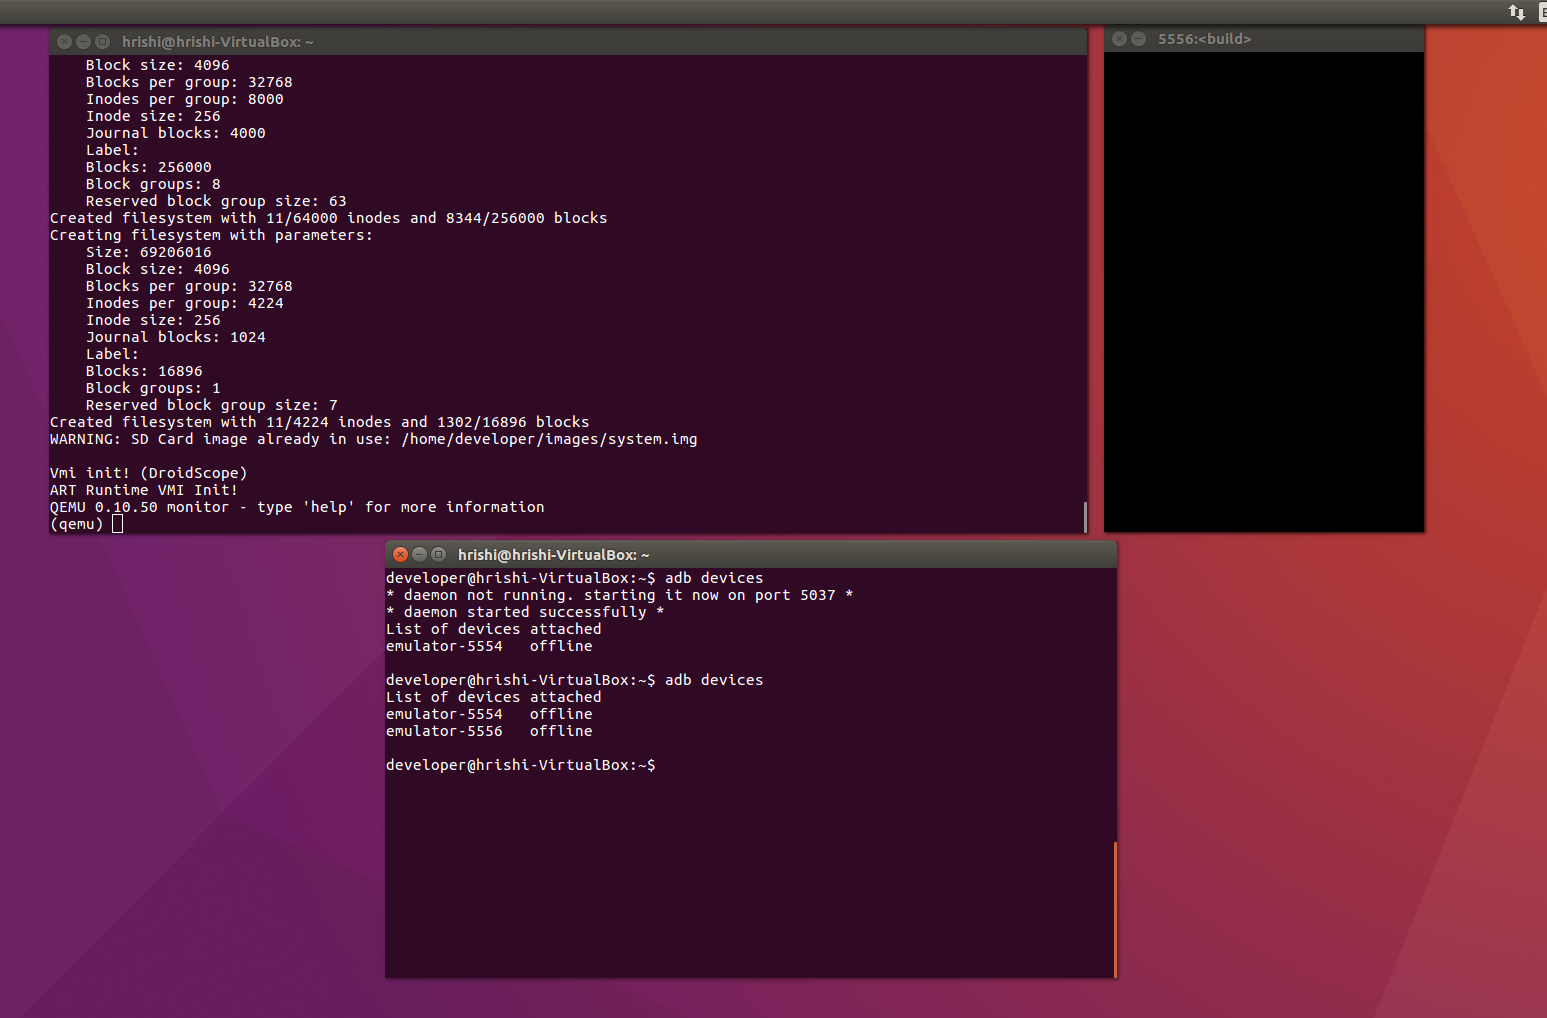 hrishi@hrishi-VirtualBox: ~
Block size: 4096
Blocks per group: 32768
Inodes per group: 8000
Inode size: 256
Journal blocks: 4000
Label:
Blocks: 256000
Block groups: 8
Reserved block group size: 63
Created filesystem with 11/64000 inodes and 8344/256000 blocks
Creating filesystem with parameters:
Size: 69206016
Block size: 4096
Blocks per group: 32768
Inodes per group: 4224
Inode size: 256
Journal blocks: 1024
Label:
Blocks: 16896
Block groups: 1
Reserved block group size: 7
Created filesystem with 11/4224 inodes and 1302/16896 blocks
WARNING: SD Card image already in use: /home/developer/images/system.img
Vmi init! (DroidScope)
ART Runtime VMI Init!
QEMU 0.10.50 monitor - type 'help' for more information
(qemu)
5556:<build>
hrishi@hrishi-VirtualBox: ~
developer@hrishi-VirtualBox:~$ adb devices
* daemon not running. starting it now on port 5037 *
* daemon started successfully *
List of devices attached
emulator-5554 offline
developer@hrishi-VirtualBox:~$ adb devices
List of devices attached
emulator-5554 offline
emulator-5556 offline
developer@hrishi-VirtualBox:~$